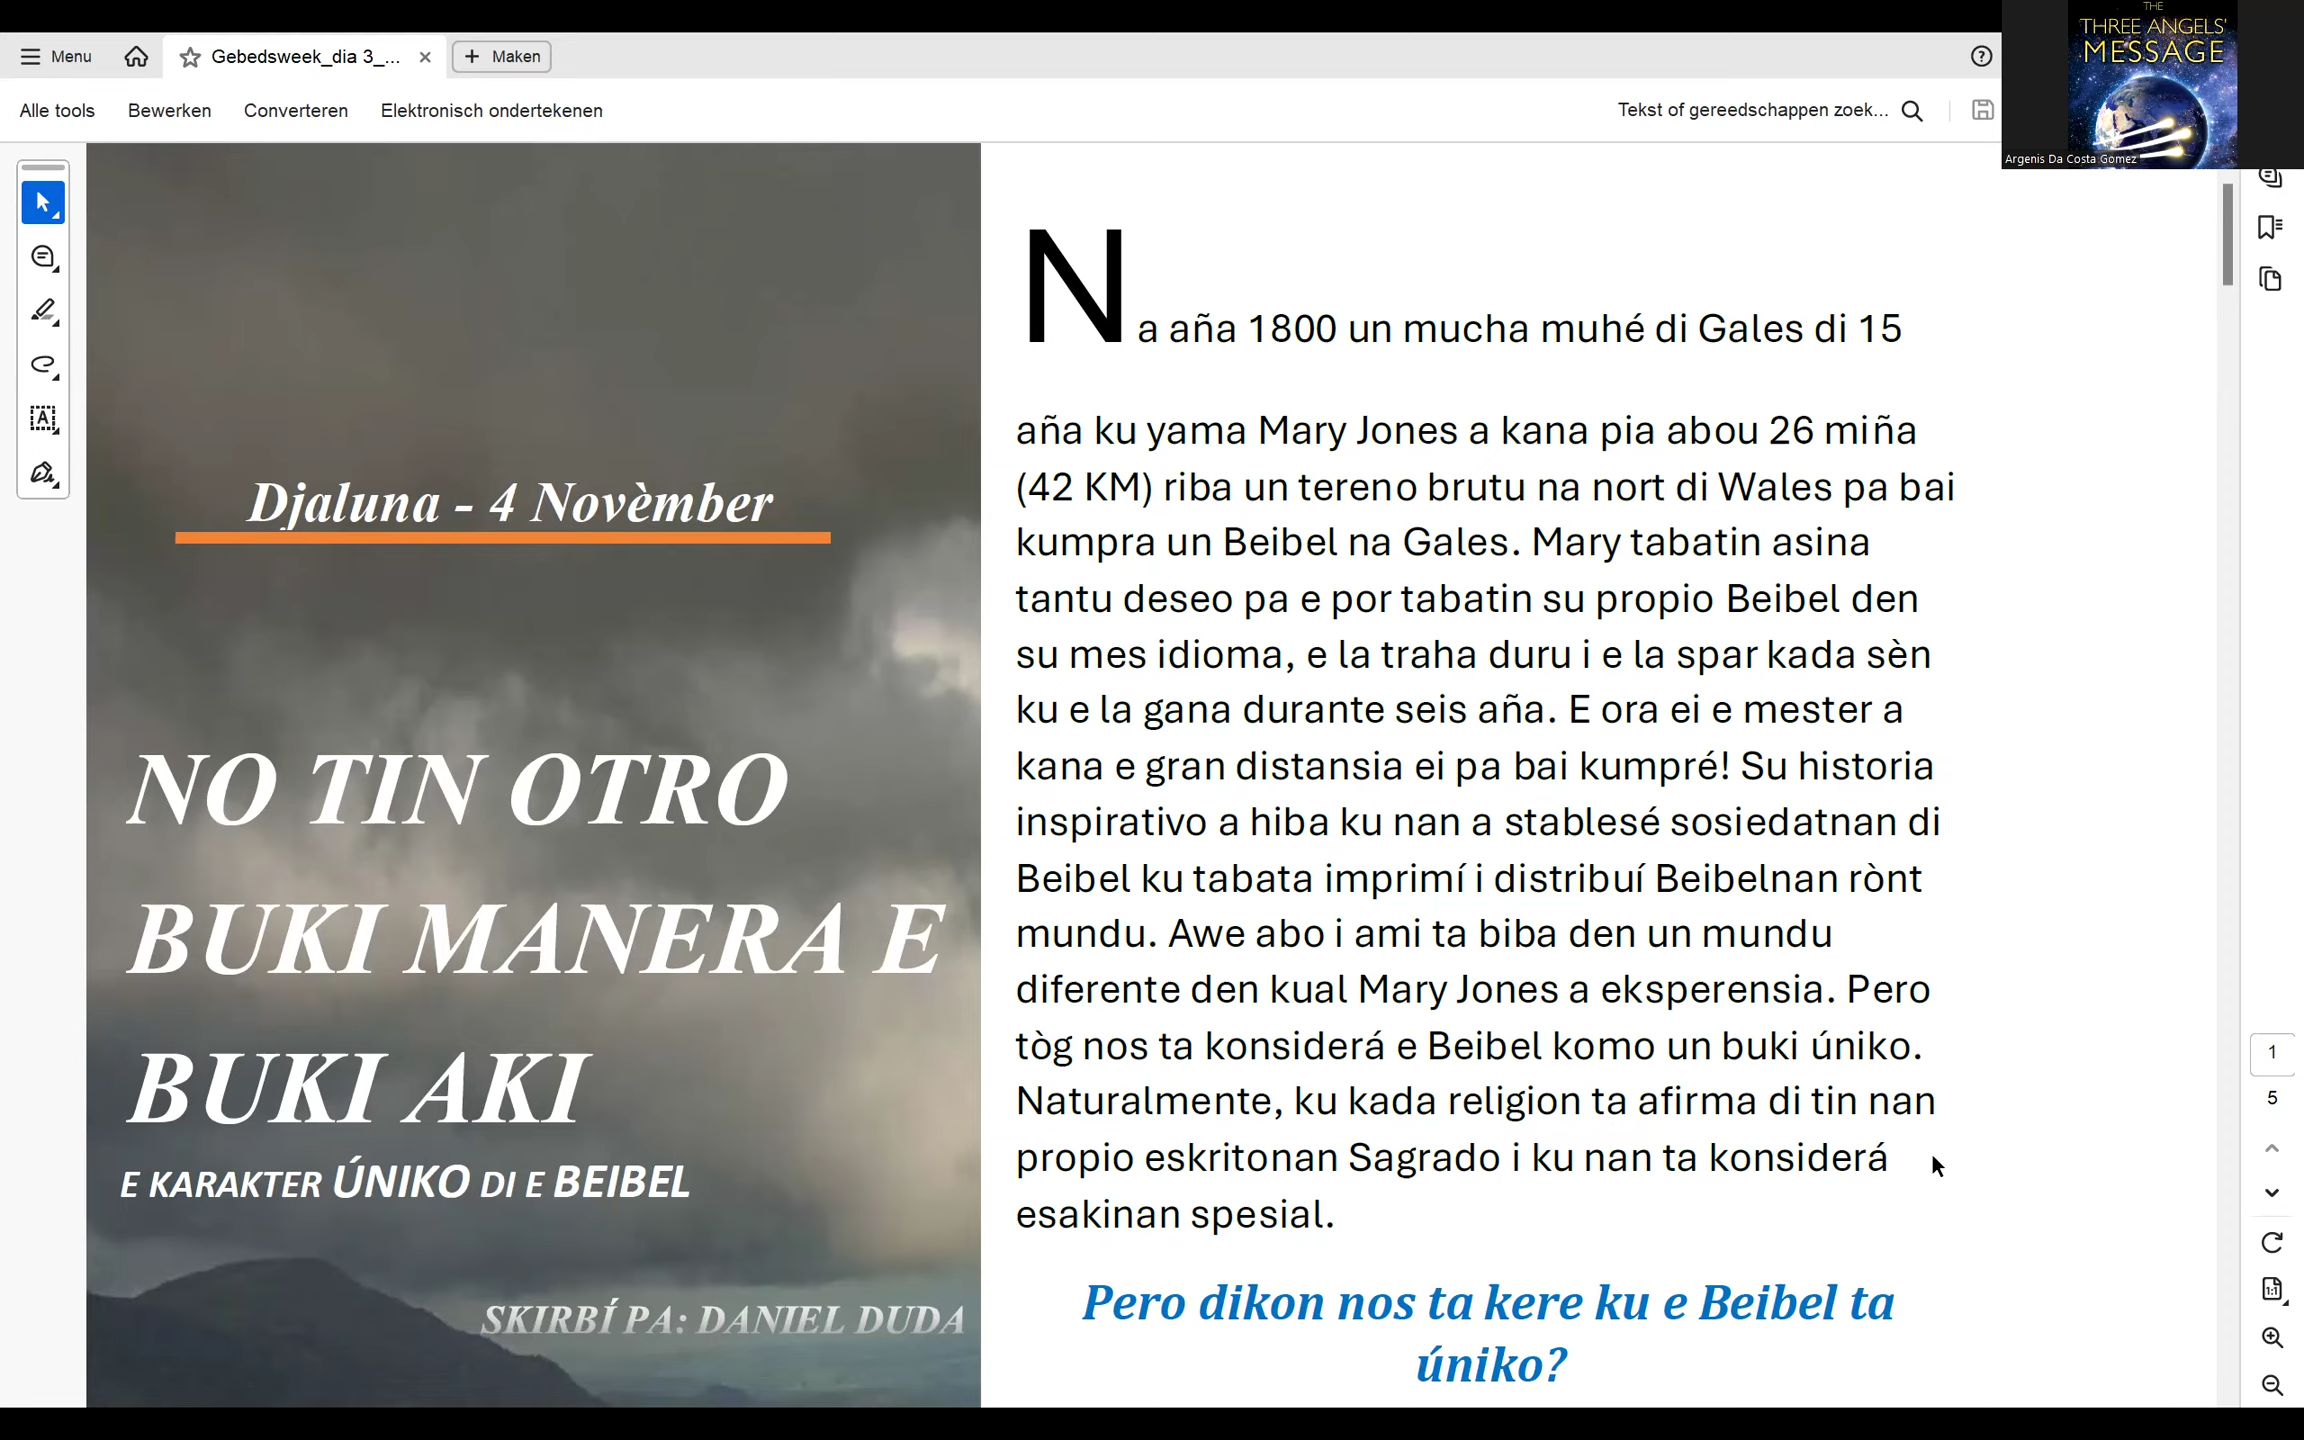 THE
THREE ANGELS'
MESSAGE
Argenis Da Costa Gomez
Menu
Gebedsweek_dia 3_...
Maken
Alle tools
Bewerken
Converteren
Elektronisch ondertekenen
Tekst of gereedschappen zoek...
Djaluna - 4 Novèmber
NO TIN OTRO
BUKI MANERA E
BUKI AKI
E KARAKTER ÚNIKO DI E BEIBEL
SKIRBÍ PA: DANIEL DUDA
Na aña 1800 un mucha muhé di Gales di 15
aña ku yama Mary Jones a kana pia abou 26 miña
(42 KM) riba un tereno brutu na nort di Wales pa bai
kumpra un Beibel na Gales. Mary tabatin asina
tantu deseo pa e por tabatin su propio Beibel den
su mes idioma, e la traha duru i e la spar kada sèn
ku e la gana durante seis aña. E ora ei e mester a
kana e gran distansia ei pa bai kumpré! Su historia
inspirativo a hiba ku nan a stablesé sosiedatnan di
Beibel ku tabata imprimí i distribuí Beibelnan rònt
mundu. Awe abo i ami ta biba den un mundu
diferente den kual Mary Jones a eksperensia. Pero
tòg nos ta konsiderá e Beibel komo un buki úniko.
Naturalmente, ku kada religion ta afirma di tin nan
propio eskritonan Sagrado i ku nan ta konsiderá
esakinan spesial.
Pero dikon nos ta kere ku e Beibel ta
úniko?
1
5
1:1